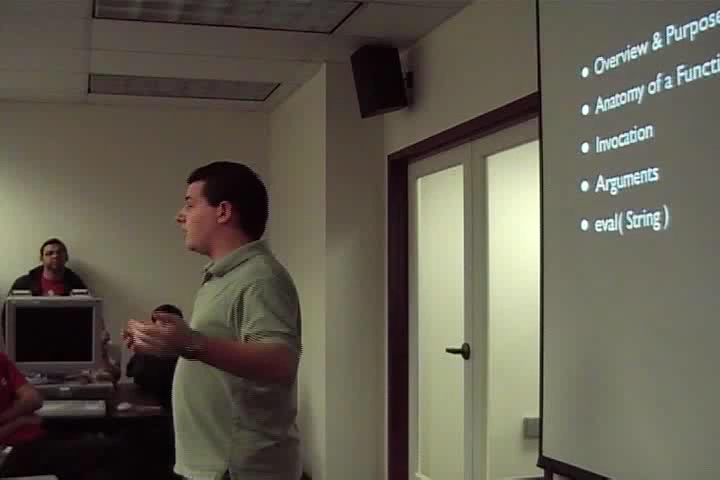 Overview & Purpose
Anatomy of a Functi
Invocation
Arguments
eval( String )